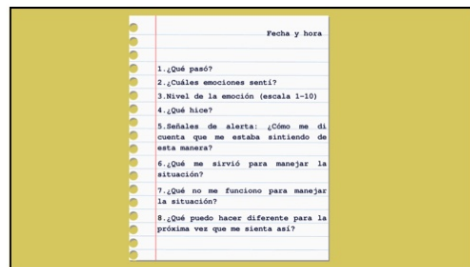 Fecha y hora
1.¿Qué pasó?
2.¿Cuáles emociones sentí?
3.Nivel de la emoción (escala 1-10)
4.¿Qué hice?
5.Señales de alerta: ¿Cómo me di
cuenta que me estaba sintiendo de
esta manera?
6.¿Qué me sirvió para manejar la
situación?
7.¿Qué no me funciono para manejar
la situación?
8.¿Qué puedo hacer diferente para la
próxima vez que me sienta así?